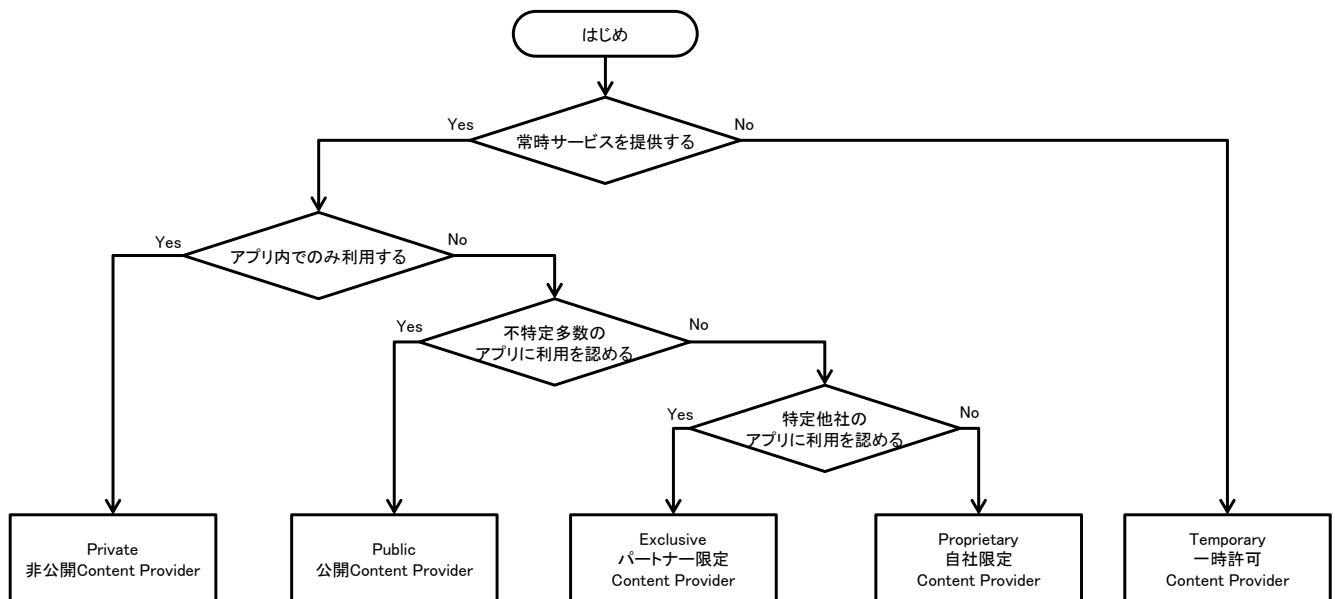 はじめ
Yes
No
常時サービスを提供する
Yes
No
アプリ内でのみ利用する
Yes
No
不特定多数の
アプリに利用を認める
Yes
No
特定他社の
アプリに利用を認める
Private
非公開Content Provider
Public
公開Content Provider
Exclusive
パートナー限定
Content Provider
Proprietary
自社限定
Content Provider
Temporary
一時許可
Content Provider